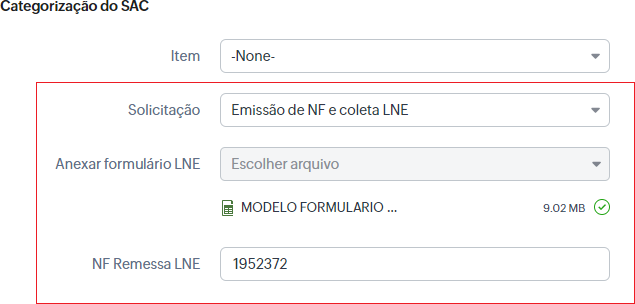 Categorização do SAC
Item -None-
Solicitação Emissão de NF e coleta LNE
Anexar formulário LNE Escolher arquivo
MODELO FORMULARIO ... 9.02 MB
NF Remessa LNE 1952372